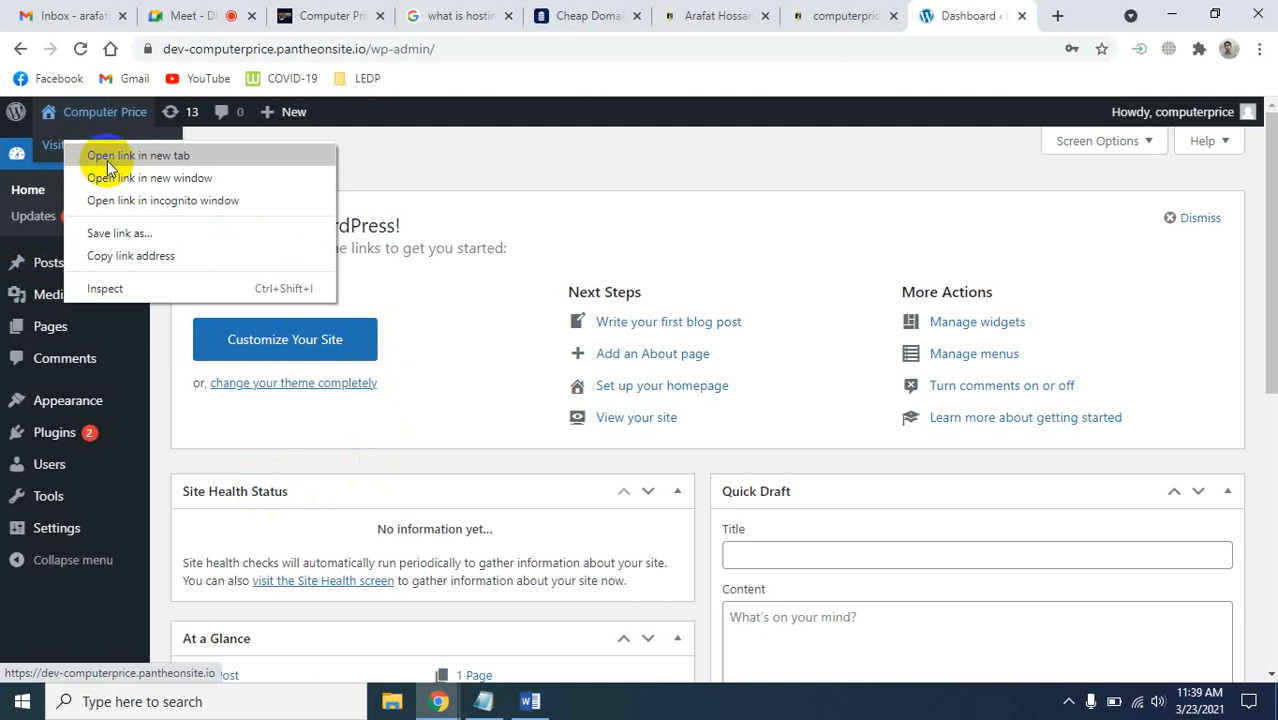 Inbox - arafat
Meet - D
Computer Pri
what is hostin
Cheap Doma
Arafat Hossar
computerpric
Dashboard ‹
dev-computerprice.pantheonsite.io/wp-admin/
Facebook
Gmail
YouTube
COVID-19
LEDP
Computer Price
13
0
New
Howdy, computerprice
Visit
Screen Options
Help
Open link in new tab
Open link in new window
Open link in incognito window
Save link as...
Copy link address
Inspect
Ctrl+Shift+I
Home
Updates
Posts
Medi
Pages
Comments
Appearance
Plugins 2
Users
Tools
Settings
Collapse menu
rdPress!
he links to get you started:
Dismiss
Customize Your Site
or, change your theme completely
Next Steps
Write your first blog post
Add an About page
Set up your homepage
View your site
More Actions
Manage widgets
Manage menus
Turn comments on or off
Learn more about getting started
Site Health Status
No information yet...
Site health checks will automatically run periodically to gather information about your site.
You can also visit the Site Health screen to gather information about your site now.
At a Glance
Post
1 Page
Quick Draft
Title
Content
What's on your mind?
https://dev-computerprice.pantheonsite.io
Type here to search
11:39 AM
3/23/2021